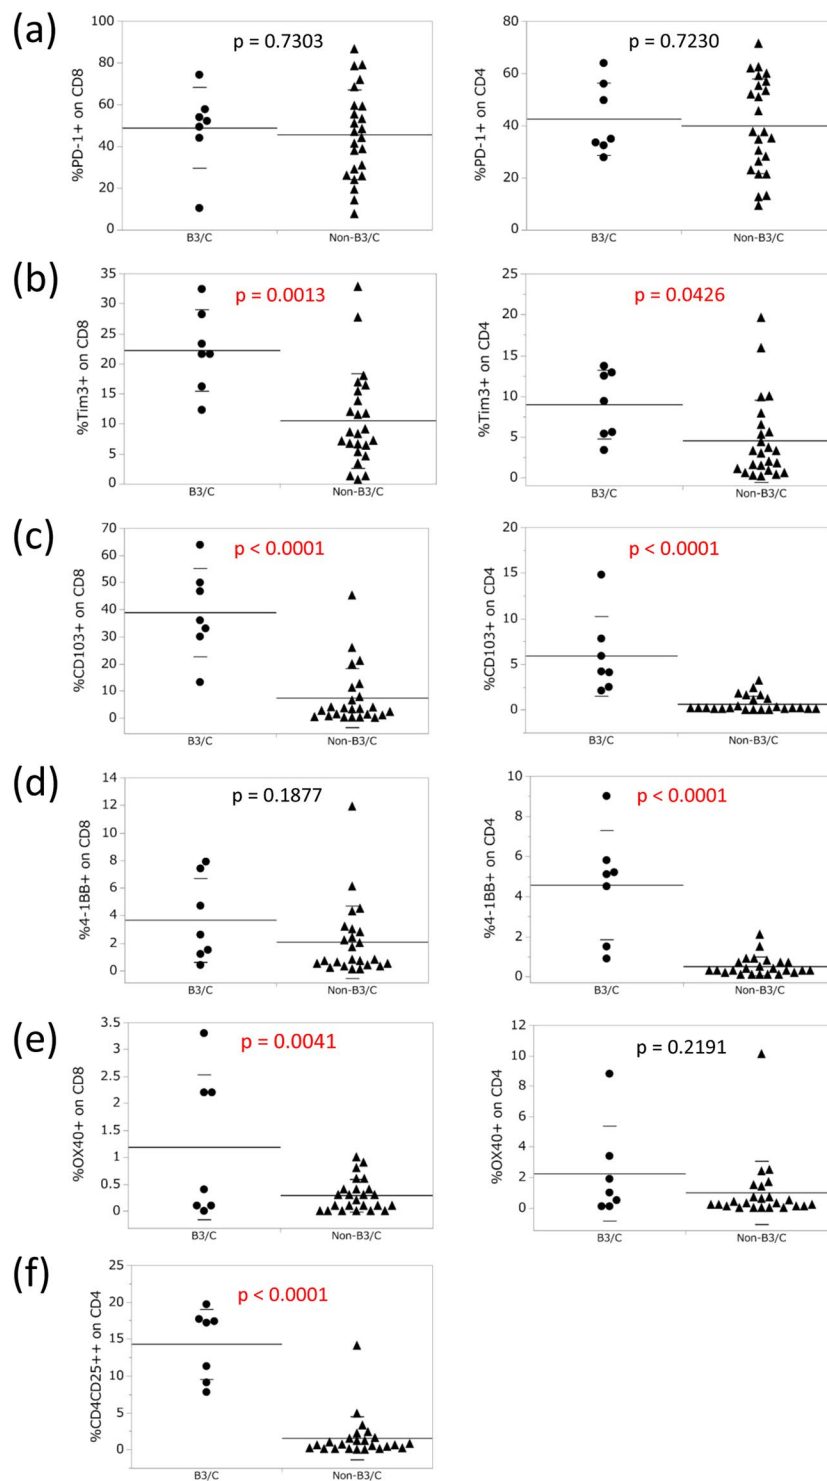 (a)
%PD-1+ on CD8
100
80
60
40
20
0
p = 0.7303
B3/C
Non-B3/C
%PD-1+ on CD4
80
60
40
20
0
p = 0.7230
B3/C
Non-B3/C
(b)
%Tim3+ on CD8
35
30
25
20
15
10
5
0
p = 0.0013
B3/C
Non-B3/C
%Tim3+ on CD4
25
20
15
10
5
0
p = 0.0426
B3/C
Non-B3/C
(c)
%CD103+ on CD8
70
60
50
40
30
20
10
0
p < 0.0001
B3/C
Non-B3/C
%CD103+ on CD4
20
15
10
5
0
p < 0.0001
B3/C
Non-B3/C
(d)
%4-1BB+ on CD8
14
12
10
8
6
4
2
0
p = 0.1877
B3/C
Non-B3/C
%4-1BB+ on CD4
10
8
6
4
2
0
p < 0.0001
B3/C
Non-B3/C
(e)
%OX40+ on CD8
3.5
3
2.5
2
1.5
1
0.5
0
p = 0.0041
B3/C
Non-B3/C
%OX40+ on CD4
12
10
8
6
4
2
0
p = 0.2191
B3/C
Non-B3/C
(f)
%CD4CD25++ on CD4
25
20
15
10
5
0
p < 0.0001
B3/C
Non-B3/C